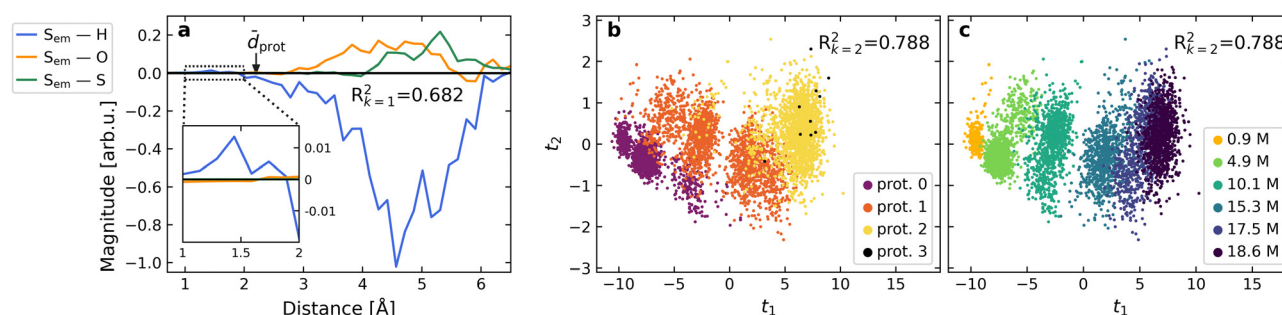 S_em — H
S_em — O
S_em — S
a
d̄_prot
R²_k=1=0.682
0.2
0.0
−0.2
−0.4
−0.6
−0.8
−1.0
Magnitude [arb.u.]
0.01
0
-0.01
1
1.5
2
1
2
3
4
5
6
Distance [Å]
b
R²_k=2=0.788
3
2
1
0
−1
−2
−3
t₂
prot. 0
prot. 1
prot. 2
prot. 3
−10
−5
0
5
10
15
t₁
c
R²_k=2=0.788
0.9 M
4.9 M
10.1 M
15.3 M
17.5 M
18.6 M
−10
−5
0
5
10
15
t₁